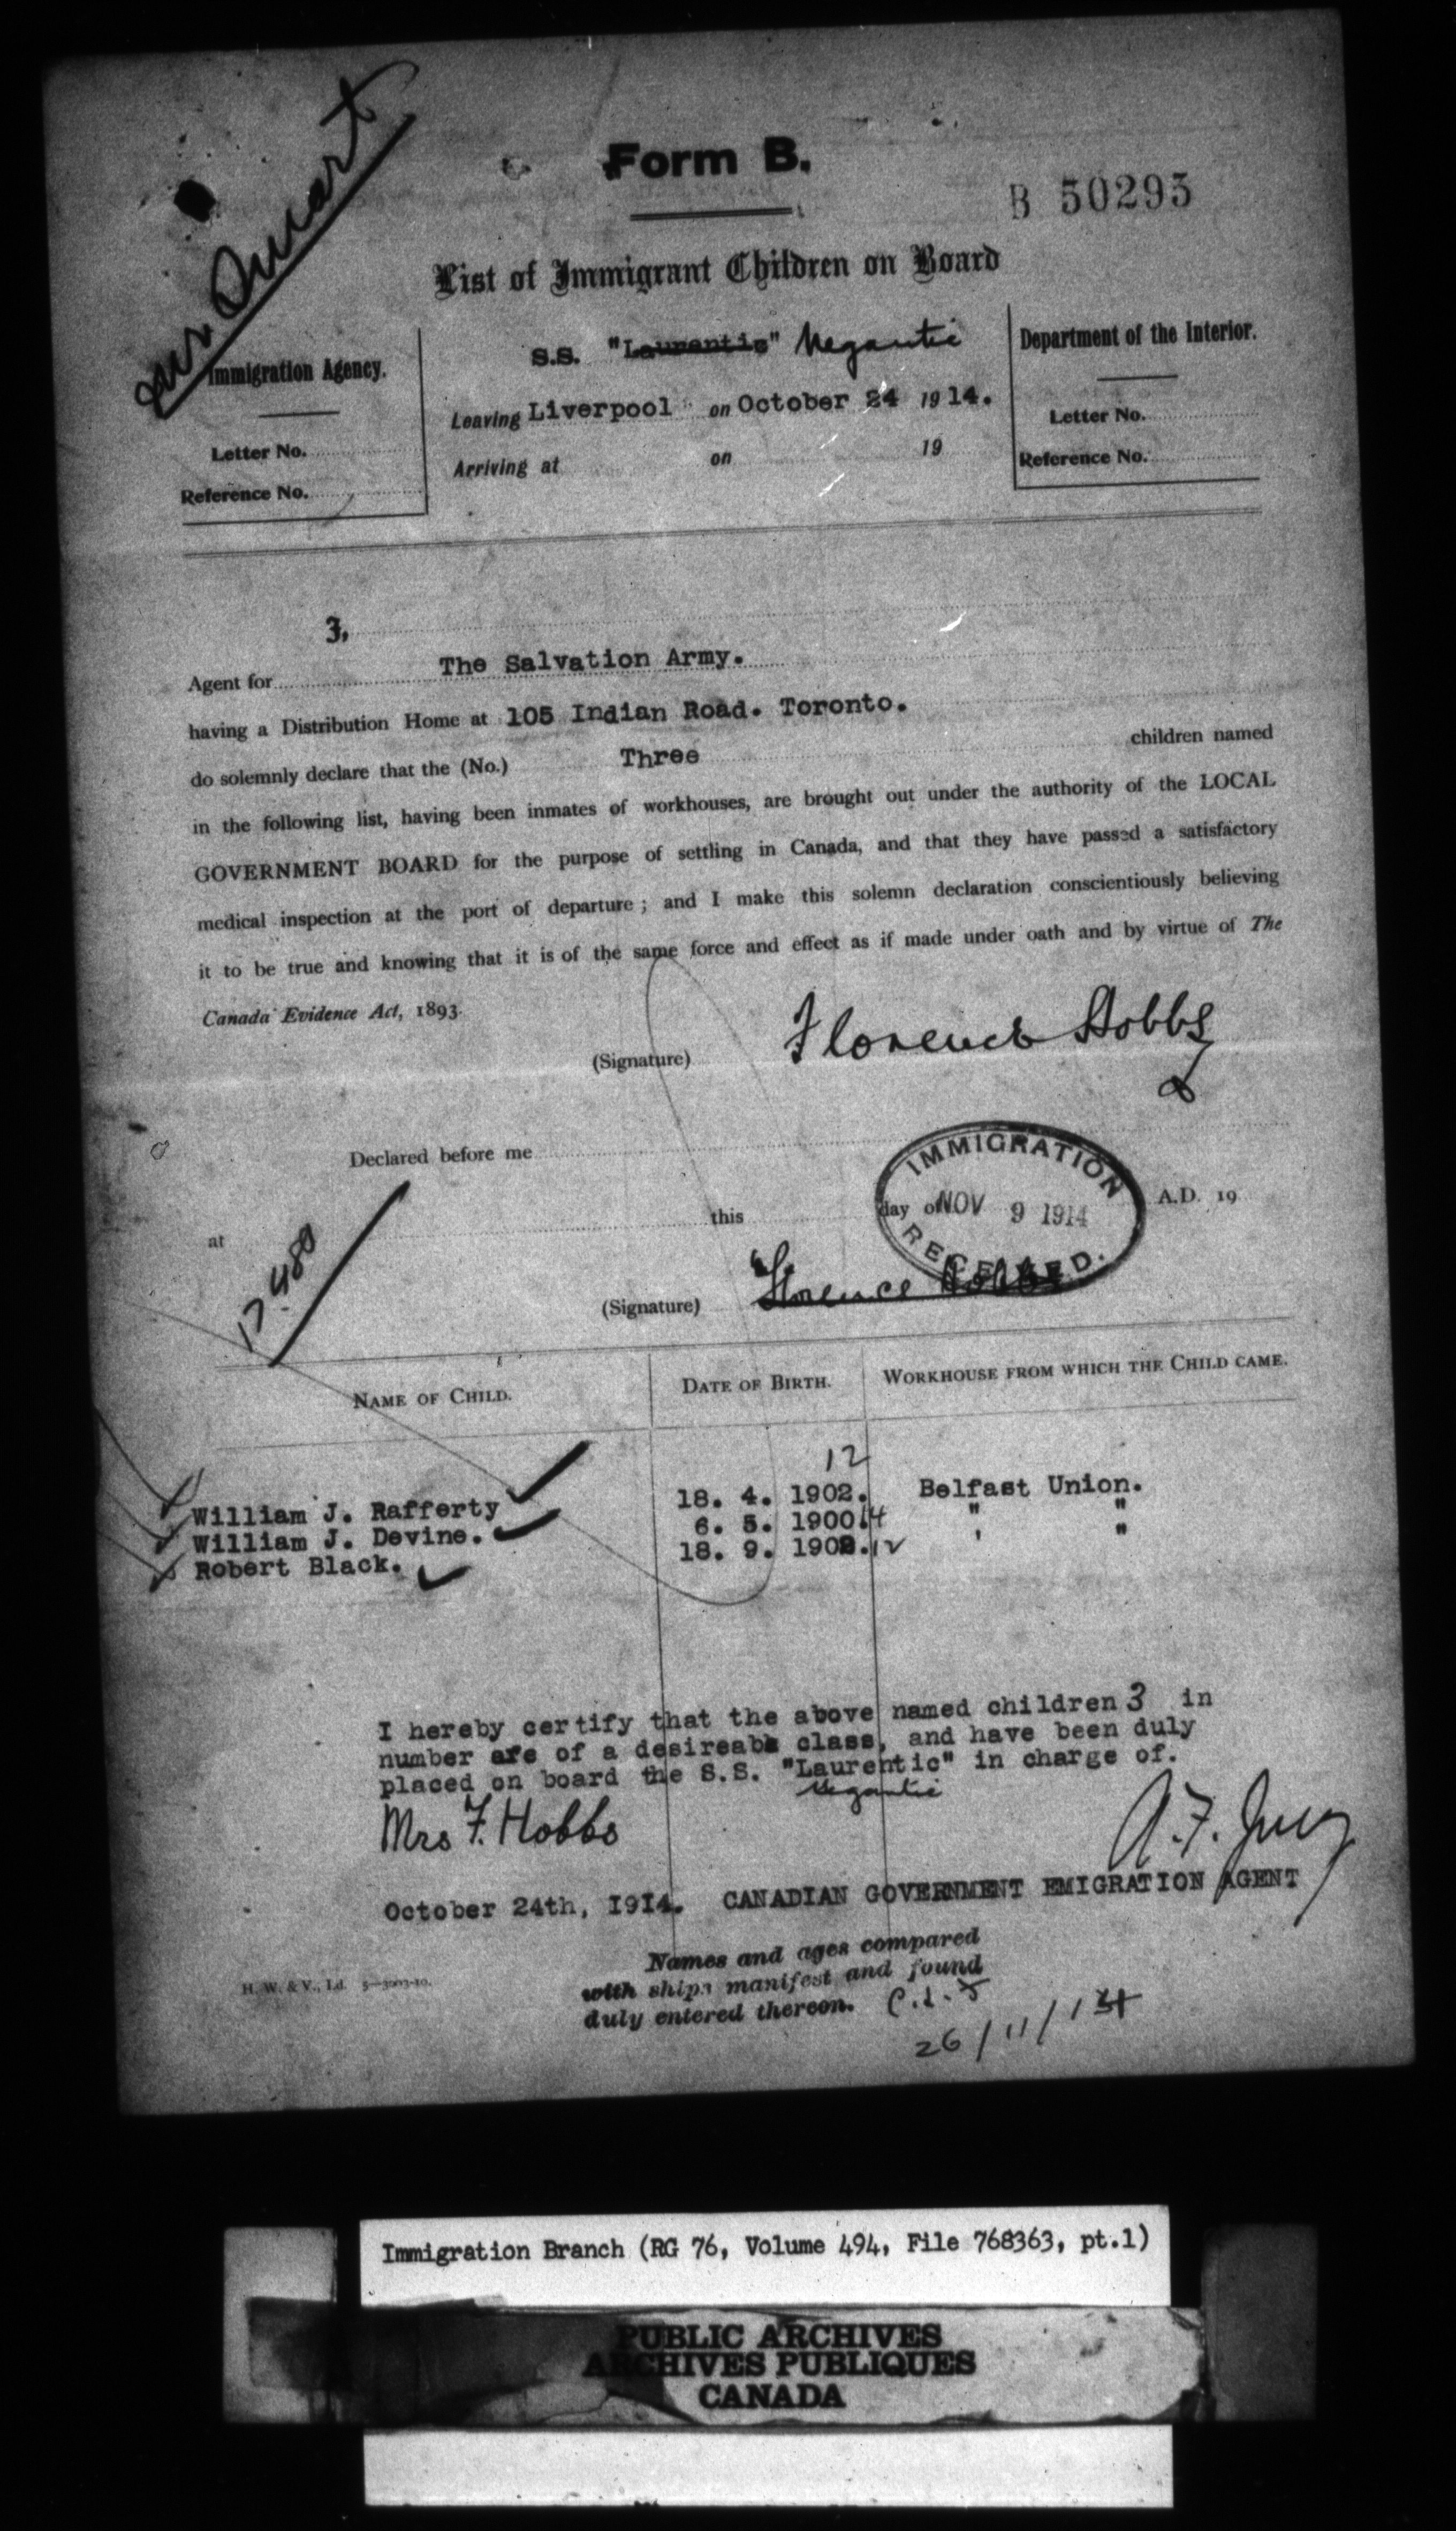 Form B.
B 50295
List of Immigrant Children on Board
Immigration Agency.
Letter No.
Reference No.
S.S. "Laurentic" Megantic
Leaving Liverpool on October 24 1914.
Arriving at on 19
Department of the Interior.
Letter No.
Reference No.
3,
Agent for The Salvation Army.
having a Distribution Home at 105 Indian Road. Toronto.
do solemnly declare that the (No.) Three children named
in the following list, having been inmates of workhouses, are brought out under the authority of the LOCAL
GOVERNMENT BOARD for the purpose of settling in Canada, and that they have passed a satisfactory
medical inspection at the port of departure; and I make this solemn declaration conscientiously believing
it to be true and knowing that it is of the same force and effect as if made under oath and by virtue of The
Canada Evidence Act, 1893.
(Signature) Florence Hobbs
Declared before me
at this day of A.D. 19
IMMIGRATION
NOV 9 1914
RECEIVED.
17480
(Signature) Florence Hobbs
NAME OF CHILD. DATE OF BIRTH. WORKHOUSE FROM WHICH THE CHILD CAME.
12
William J. Rafferty 18. 4. 1902. Belfast Union.
William J. Devine. 6. 5. 1900.14 " "
Robert Black. 18. 9. 1902.12 " "
I hereby certify that the above named children 3 in
number are of a desireable class, and have been duly
placed on board the S.S. "Laurentic" in charge of.
Megantic
Mrs F. Hobbs
A.F. Jury
October 24th, 1914. CANADIAN GOVERNMENT EMIGRATION AGENT
Names and ages compared
with ships manifest and found
duly entered thereon.
26/11/14
H. W. & V., Ld. 5—3003-10.
Immigration Branch (RG 76, Volume 494, File 768363, pt.1)
PUBLIC ARCHIVES
ARCHIVES PUBLIQUES
CANADA